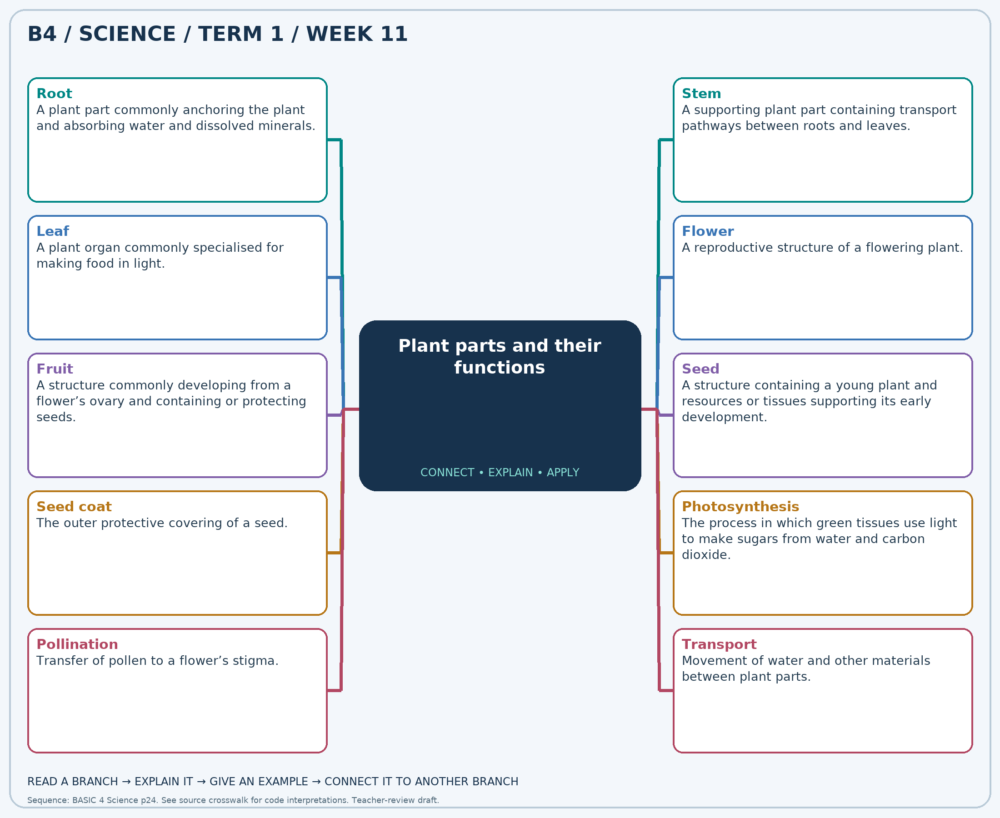 B4 / SCIENCE / TERM 1 / WEEK 11
Root
A plant part commonly anchoring the plant
and absorbing water and dissolved minerals.
Stem
A supporting plant part containing transport
pathways between roots and leaves.
Leaf
A plant organ commonly specialised for
making food in light.
Flower
A reproductive structure of a flowering plant.
Plant parts and their
functions
CONNECT • EXPLAIN • APPLY
Fruit
A structure commonly developing from a
flower’s ovary and containing or protecting
seeds.
Seed
A structure containing a young plant and
resources or tissues supporting its early
development.
Seed coat
The outer protective covering of a seed.
Photosynthesis
The process in which green tissues use light
to make sugars from water and carbon
dioxide.
Pollination
Transfer of pollen to a flower’s stigma.
Transport
Movement of water and other materials
between plant parts.
READ A BRANCH → EXPLAIN IT → GIVE AN EXAMPLE → CONNECT IT TO ANOTHER BRANCH
Sequence: BASIC 4 Science p24. See source crosswalk for code interpretations. Teacher-review draft.